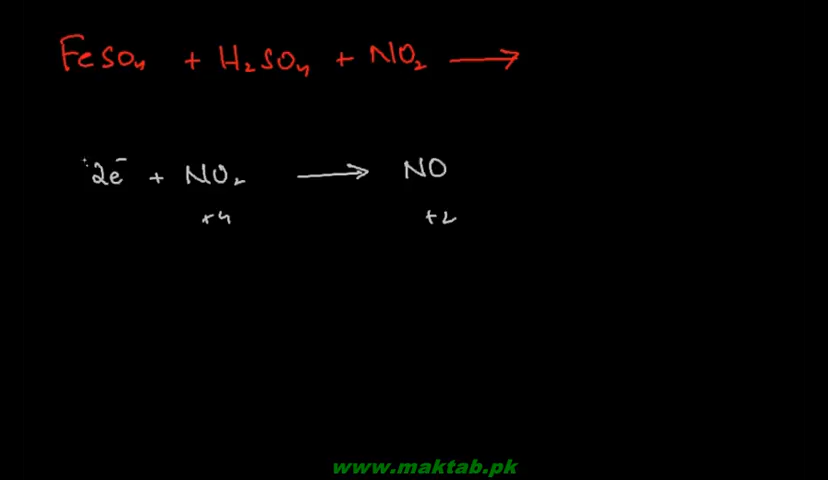 FeSO₄ + H₂SO₄ + NO₂ ⟶
2e⁻ + NO₂ ⟶ NO
+4 +2
www.maktab.pk